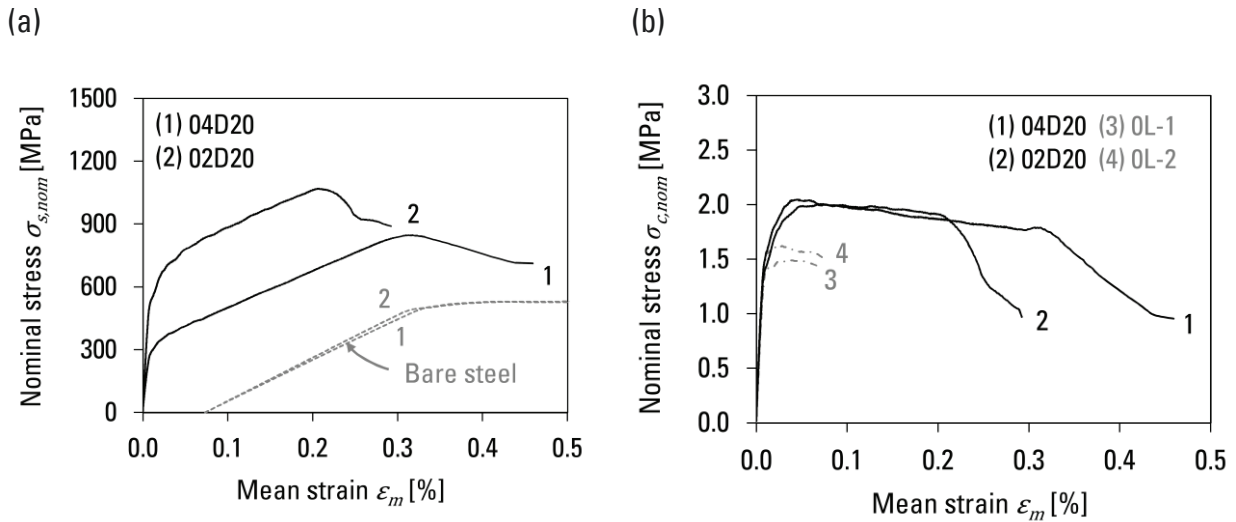 (a)
Nominal stress σs,nom [MPa]
1500
1200
900
600
300
0
(1) 04D20
(2) 02D20
2
1
2
1
Bare steel
0.0 0.1 0.2 0.3 0.4 0.5
Mean strain εm [%]
(b)
Nominal stress σc,nom [MPa]
3.0
2.5
2.0
1.5
1.0
0.5
0.0
(1) 04D20 (3) 0L-1
(2) 02D20 (4) 0L-2
4
3
2
1
0.0 0.1 0.2 0.3 0.4 0.5
Mean strain εm [%]